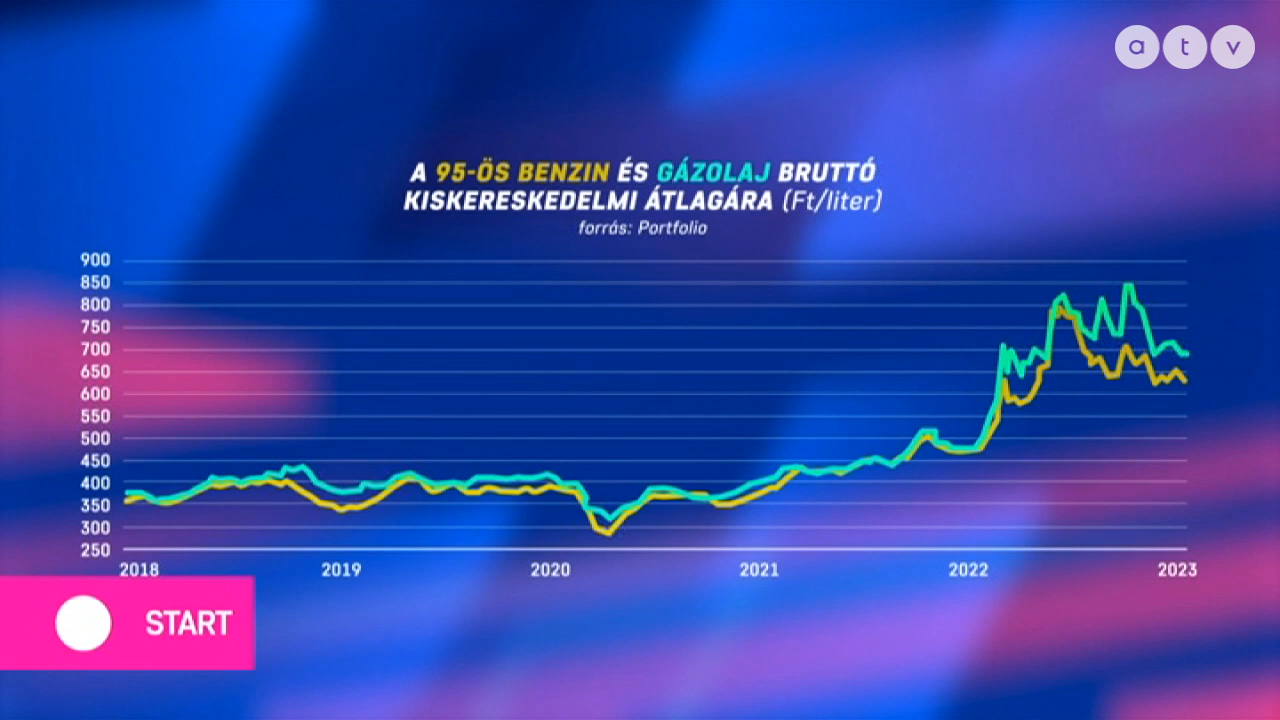 a t v
A 95-ÖS BENZIN ÉS GÁZOLAJ BRUTTÓ
KISKERESKEDELMI ÁTLAGÁRA (Ft/liter)
forrás: Portfolio
900
850
800
750
700
650
600
550
500
450
400
350
300
250
2018 2019 2020 2021 2022 2023
START